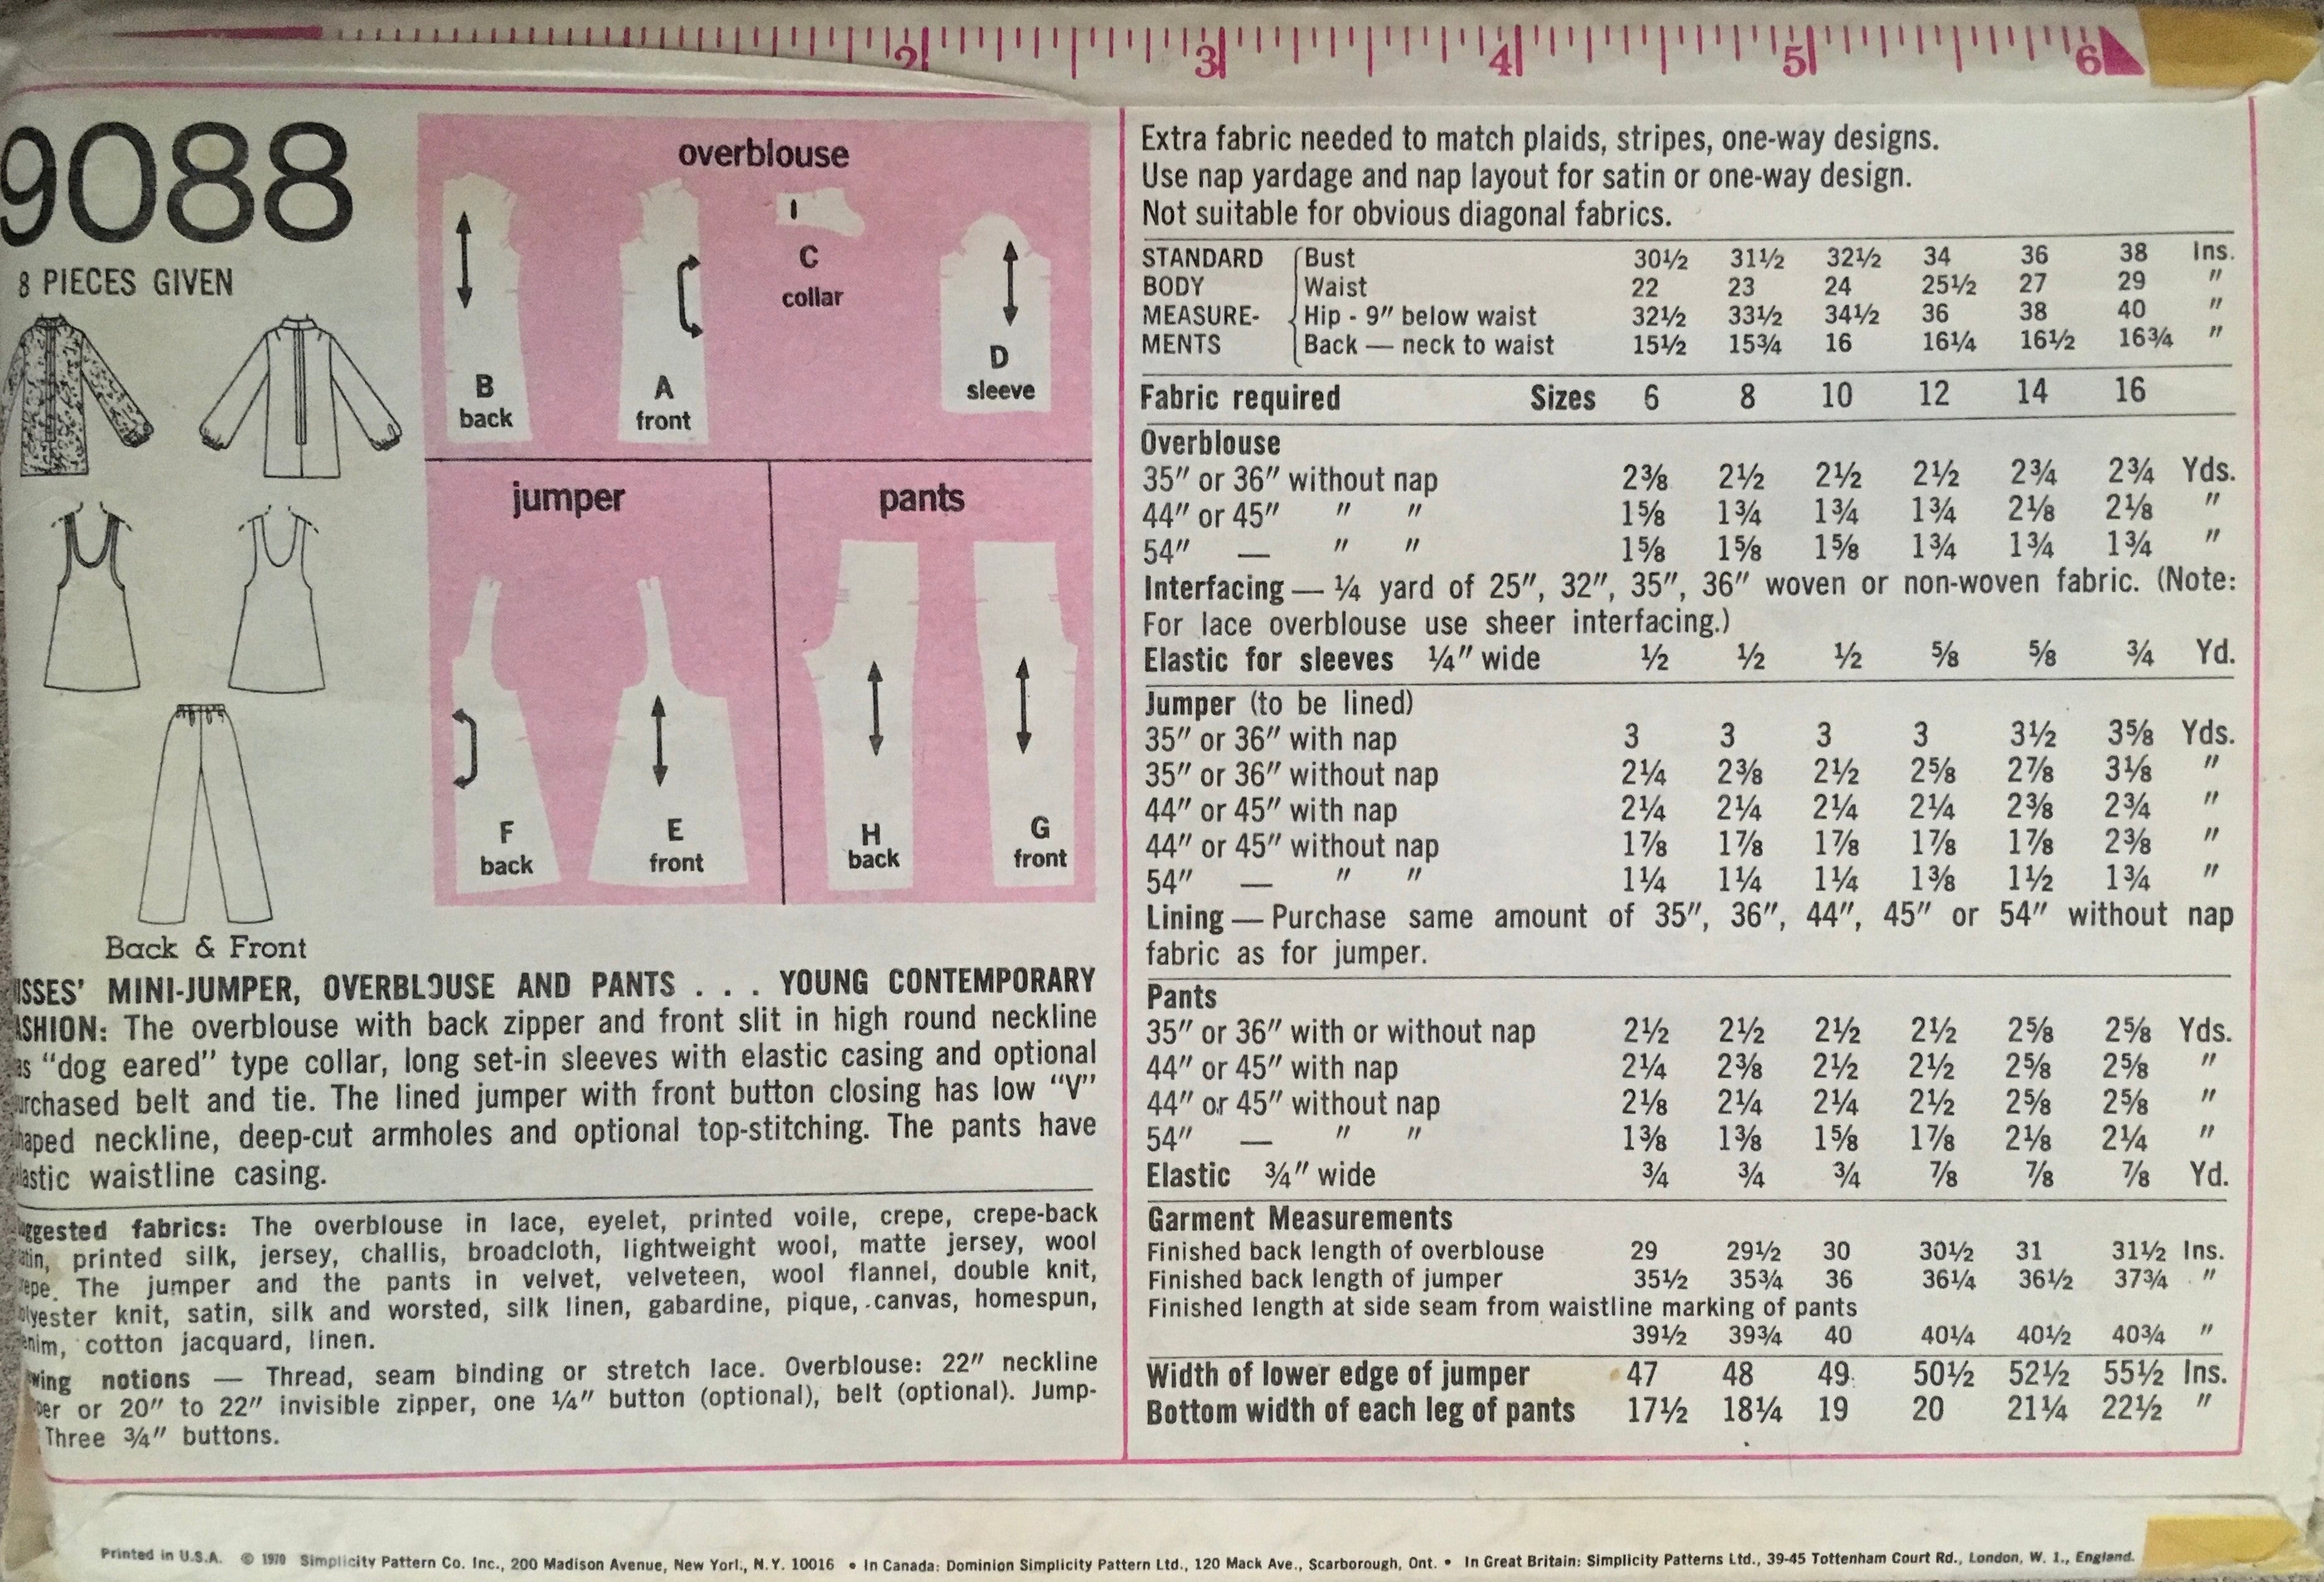 2 3 4 5 6
9088
8 PIECES GIVEN
overblouse
B
back
A
front
C
collar
D
sleeve
jumper
F
back
E
front
pants
H
back
G
front
Back & Front
ISSES' MINI-JUMPER, OVERBLOUSE AND PANTS . . . YOUNG CONTEMPORARY
ASHION: The overblouse with back zipper and front slit in high round neckline
as "dog eared" type collar, long set-in sleeves with elastic casing and optional
urchased belt and tie. The lined jumper with front button closing has low "V"
haped neckline, deep-cut armholes and optional top-stitching. The pants have
lastic waistline casing.
uggested fabrics: The overblouse in lace, eyelet, printed voile, crepe, crepe-back
atin, printed silk, jersey, challis, broadcloth, lightweight wool, matte jersey, wool
repe. The jumper and the pants in velvet, velveteen, wool flannel, double knit,
olyester knit, satin, silk and worsted, silk linen, gabardine, pique, canvas, homespun,
enim, cotton jacquard, linen.
wing notions — Thread, seam binding or stretch lace. Overblouse: 22" neckline
per or 20" to 22" invisible zipper, one ¼" button (optional), belt (optional). Jump-
Three ¾" buttons.
Extra fabric needed to match plaids, stripes, one-way designs.
Use nap yardage and nap layout for satin or one-way design.
Not suitable for obvious diagonal fabrics.
STANDARD Bust 30½ 31½ 32½ 34 36 38 Ins.
BODY Waist 22 23 24 25½ 27 29 "
MEASURE- Hip - 9" below waist 32½ 33½ 34½ 36 38 40 "
MENTS Back — neck to waist 15½ 15¾ 16 16¼ 16½ 16¾ "
Fabric required Sizes 6 8 10 12 14 16
Overblouse
35" or 36" without nap 2⅜ 2½ 2½ 2½ 2¾ 2¾ Yds.
44" or 45" " " 1⅝ 1¾ 1¾ 1¾ 2⅛ 2⅛ "
54" — " " 1⅝ 1⅝ 1⅝ 1¾ 1¾ 1¾ "
Interfacing — ¼ yard of 25", 32", 35", 36" woven or non-woven fabric. (Note:
For lace overblouse use sheer interfacing.)
Elastic for sleeves ¼" wide ½ ½ ½ ⅝ ⅝ ¾ Yd.
Jumper (to be lined)
35" or 36" with nap 3 3 3 3 3½ 3⅝ Yds.
35" or 36" without nap 2¼ 2⅜ 2½ 2⅝ 2⅞ 3⅛ "
44" or 45" with nap 2¼ 2¼ 2¼ 2¼ 2⅜ 2¾ "
44" or 45" without nap 1⅞ 1⅞ 1⅞ 1⅞ 1⅞ 2⅜ "
54" — " " 1¼ 1¼ 1¼ 1⅜ 1½ 1¾ "
Lining — Purchase same amount of 35", 36", 44", 45" or 54" without nap
fabric as for jumper.
Pants
35" or 36" with or without nap 2½ 2½ 2½ 2½ 2⅝ 2⅝ Yds.
44" or 45" with nap 2¼ 2⅜ 2½ 2½ 2⅝ 2⅝ "
44" or 45" without nap 2⅛ 2¼ 2¼ 2½ 2⅝ 2⅝ "
54" — " " 1⅜ 1⅜ 1⅝ 1⅞ 2⅛ 2¼ "
Elastic ¾" wide ¾ ¾ ¾ ⅞ ⅞ ⅞ Yd.
Garment Measurements
Finished back length of overblouse 29 29½ 30 30½ 31 31½ Ins.
Finished back length of jumper 35½ 35¾ 36 36¼ 36½ 37¾ "
Finished length at side seam from waistline marking of pants
39½ 39¾ 40 40¼ 40½ 40¾ "
Width of lower edge of jumper 47 48 49 50½ 52½ 55½ Ins.
Bottom width of each leg of pants 17½ 18¼ 19 20 21¼ 22½ "
Printed in U.S.A. © 1970 Simplicity Pattern Co. Inc., 200 Madison Avenue, New York, N.Y. 10016 • In Canada: Dominion Simplicity Pattern Ltd., 120 Mack Ave., Scarborough, Ont. • In Great Britain: Simplicity Patterns Ltd., 39-45 Tottenham Court Rd., London, W. 1., England.